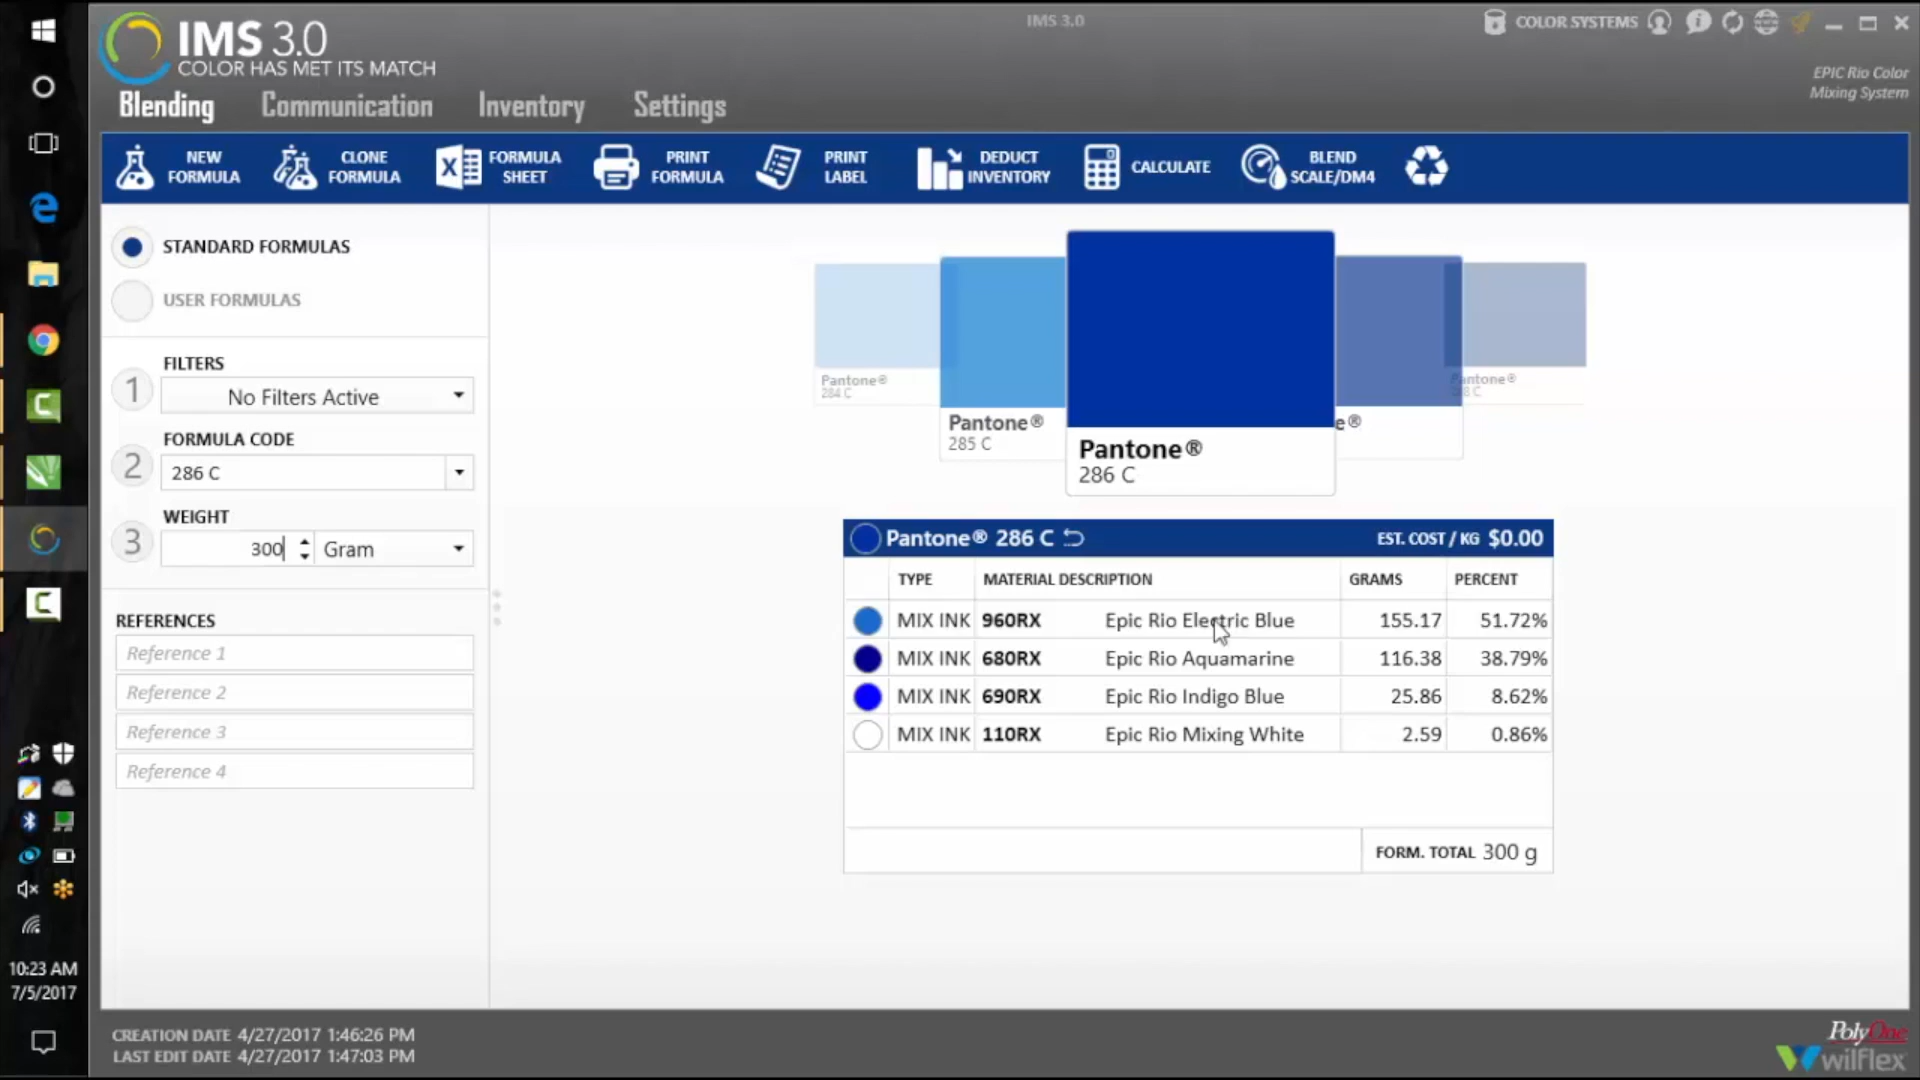 IMS 3.0
COLOR SYSTEMS
IMS 3.0
COLOR HAS MET ITS MATCH
EPIC Rio Color
Mixing System
Blending
Communication
Inventory
Settings
NEW
FORMULA
CLONE
FORMULA
FORMULA
SHEET
PRINT
FORMULA
PRINT
LABEL
DEDUCT
INVENTORY
CALCULATE
BLEND
SCALE/DM4
STANDARD FORMULAS
USER FORMULAS
FILTERS
1
No Filters Active
FORMULA CODE
2
286 C
WEIGHT
3
300
Gram
REFERENCES
Reference 1
Reference 2
Reference 3
Reference 4
Pantone®
284 C
Pantone®
285 C
Pantone®
286 C
e®
Pantone®
8 C
Pantone® 286 C
EST. COST / KG $0.00
TYPE MATERIAL DESCRIPTION GRAMS PERCENT
MIX INK 960RX Epic Rio Electric Blue 155.17 51.72%
MIX INK 680RX Epic Rio Aquamarine 116.38 38.79%
MIX INK 690RX Epic Rio Indigo Blue 25.86 8.62%
MIX INK 110RX Epic Rio Mixing White 2.59 0.86%
FORM. TOTAL 300 g
10:23 AM
7/5/2017
CREATION DATE 4/27/2017 1:46:26 PM
LAST EDIT DATE 4/27/2017 1:47:03 PM
PolyOne
wilflex